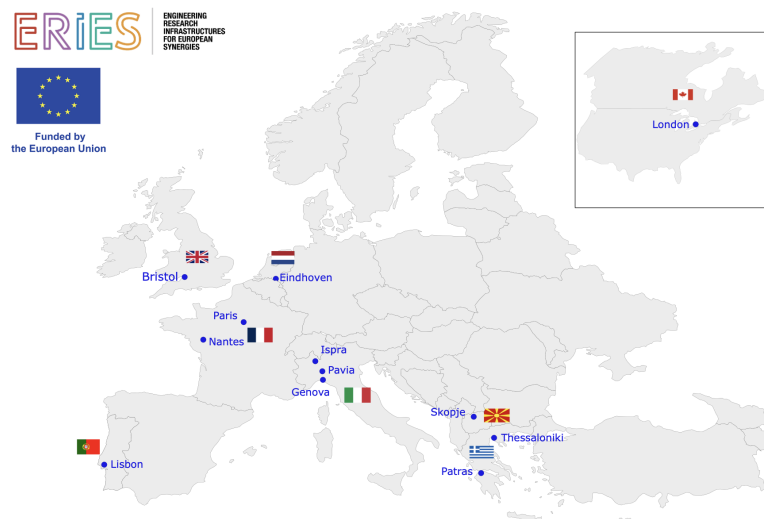 ERIES
ENGINEERING
RESEARCH
INFRASTRUCTURES
FOR EUROPEAN
SYNERGIES
Funded by
the European Union
London
Bristol
Eindhoven
Paris
Nantes
Ispra
Pavia
Genova
Skopje
Thessaloniki
Patras
Lisbon